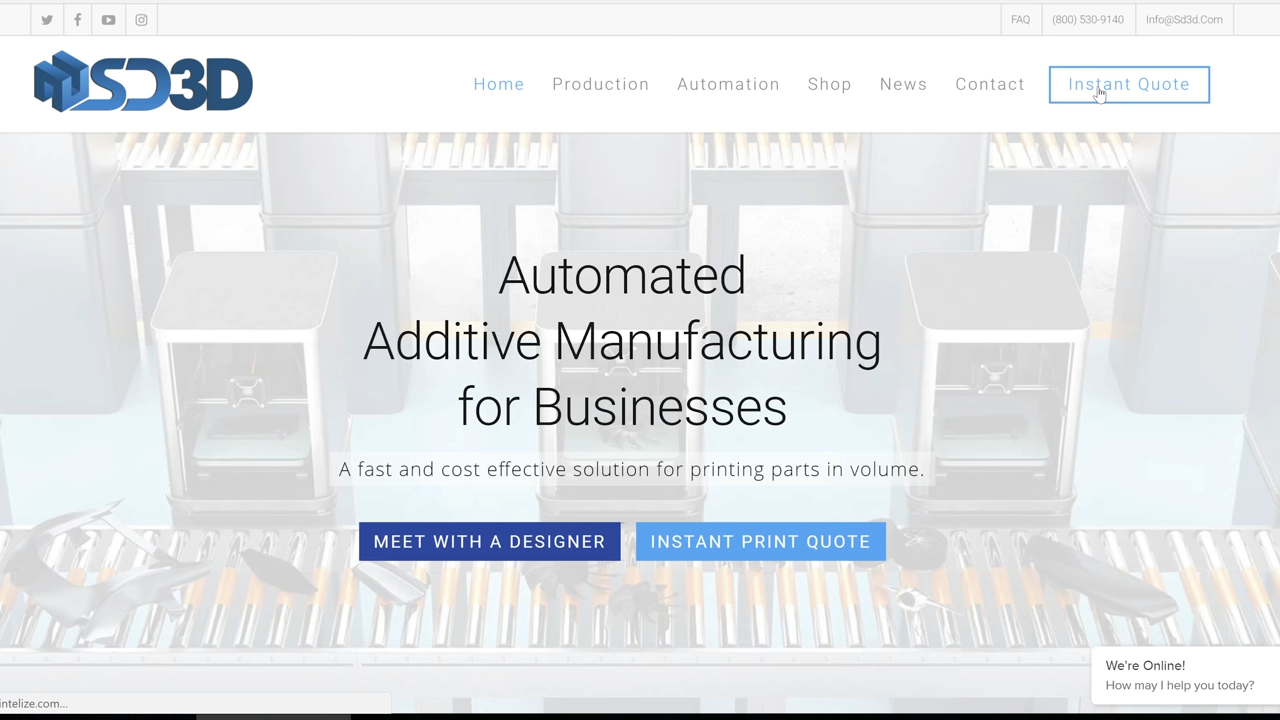 FAQ
(800) 530-9140
Info@Sd3d.Com
SD3D
Home
Production
Automation
Shop
News
Contact
Instant Quote
Automated
Additive Manufacturing
for Businesses
A fast and cost effective solution for printing parts in volume.
MEET WITH A DESIGNER
INSTANT PRINT QUOTE
We're Online!
How may I help you today?
intelize.com...